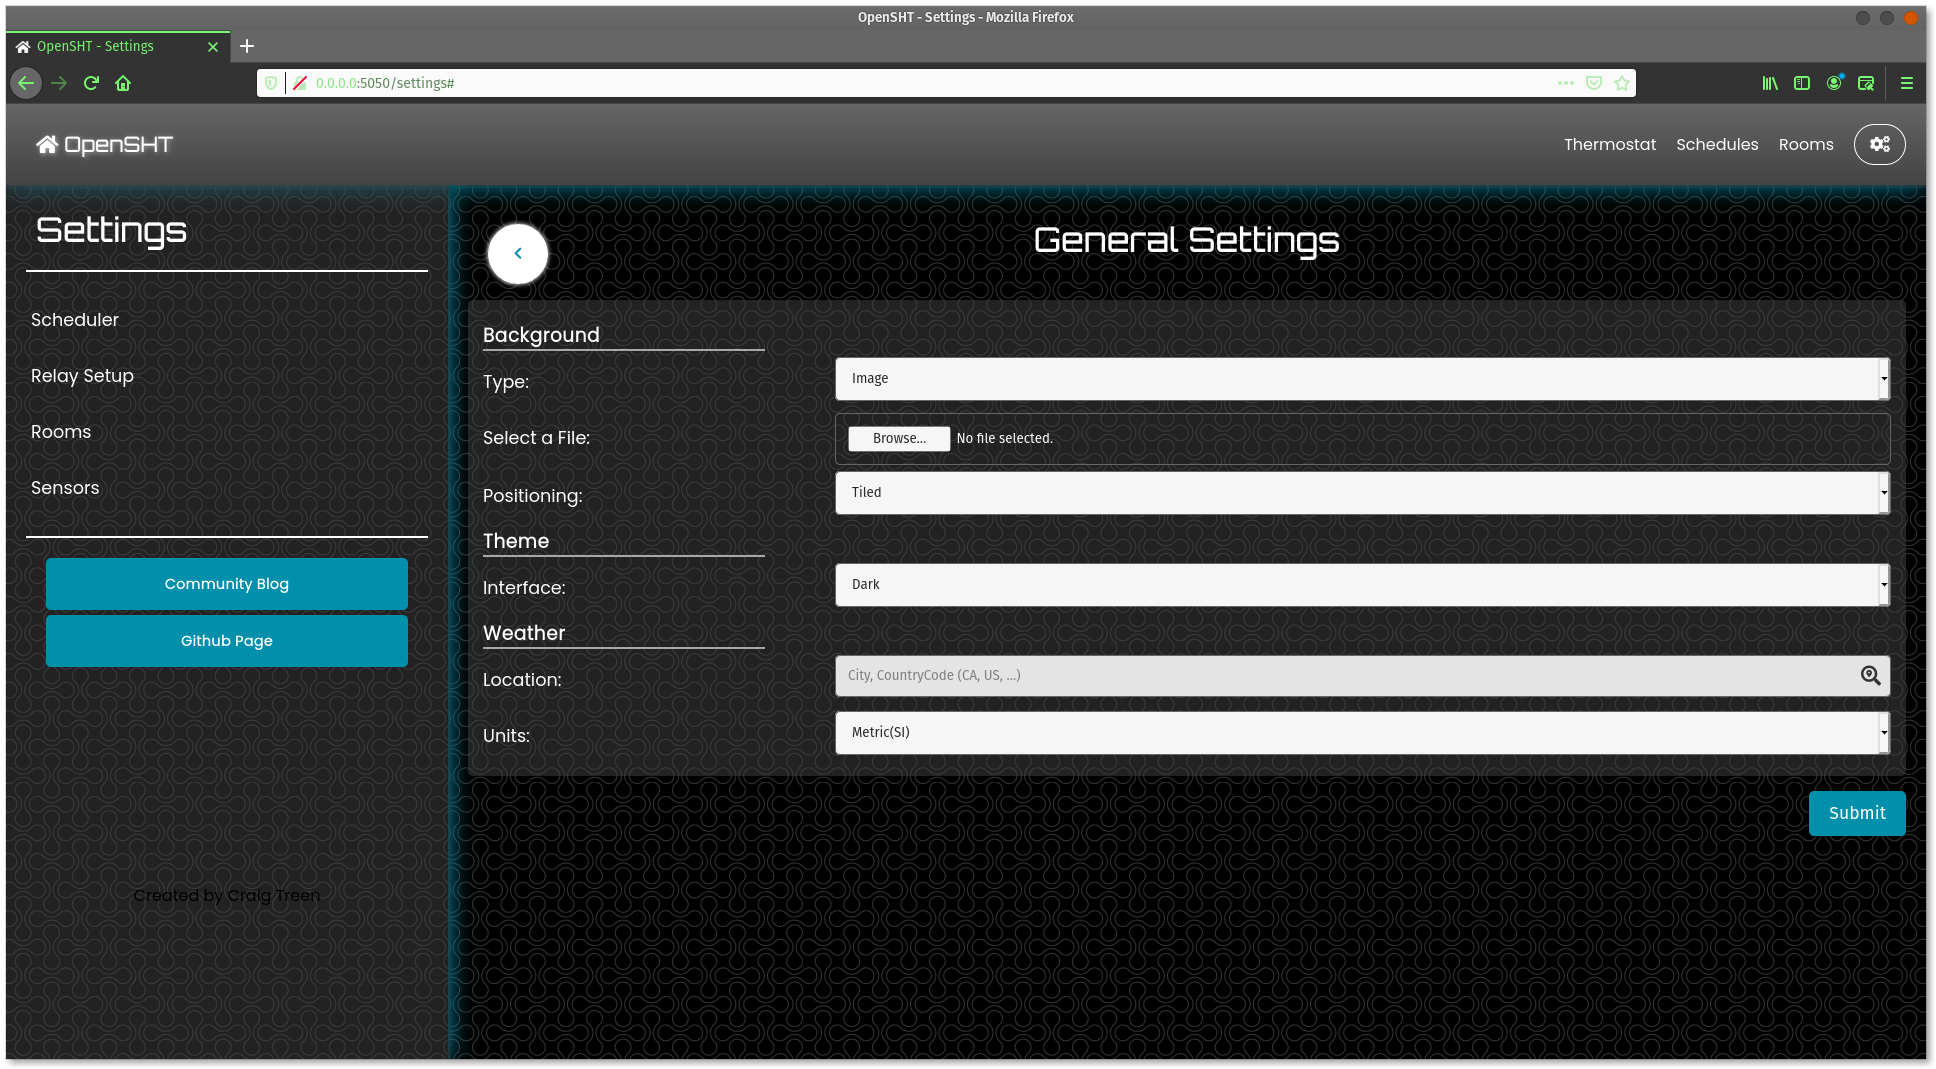 OpenSHT - Settings - Mozilla Firefox
OpenSHT - Settings
0.0.0.0:5050/settings#
OpenSHT
Thermostat
Schedules
Rooms
Settings
Scheduler
Relay Setup
Rooms
Sensors
Community Blog
Github Page
Created by Craig Treen
General Settings
Background
Type:
Image
Select a File:
Browse... No file selected.
Positioning:
Tiled
Theme
Interface:
Dark
Weather
Location:
City, CountryCode (CA, US, ...)
Units:
Metric(SI)
Submit